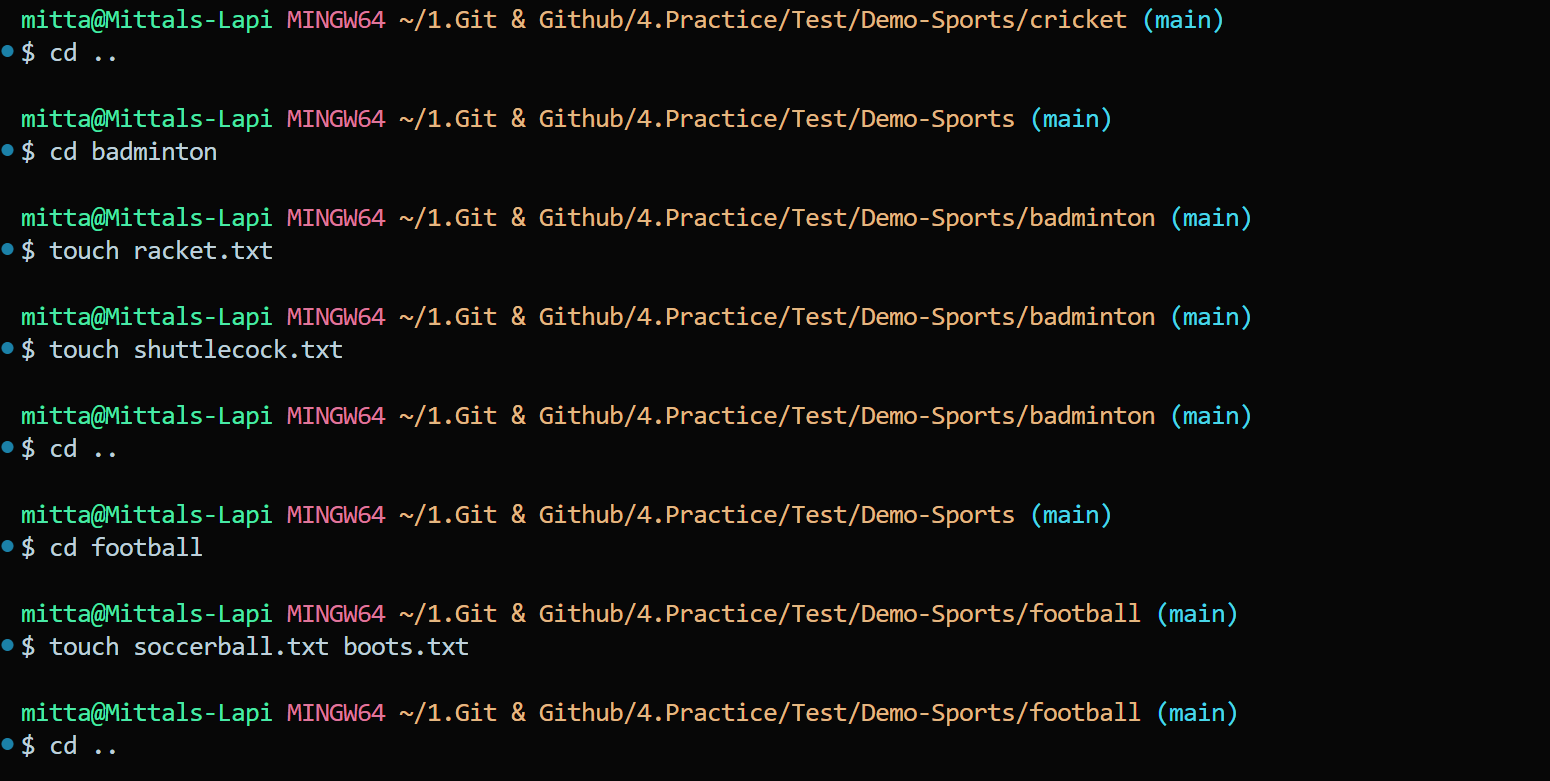 mitta@Mittals-Lapi MINGW64 ~/1.Git & Github/4.Practice/Test/Demo-Sports/cricket (main)
$ cd ..
mitta@Mittals-Lapi MINGW64 ~/1.Git & Github/4.Practice/Test/Demo-Sports (main)
$ cd badminton
mitta@Mittals-Lapi MINGW64 ~/1.Git & Github/4.Practice/Test/Demo-Sports/badminton (main)
$ touch racket.txt
mitta@Mittals-Lapi MINGW64 ~/1.Git & Github/4.Practice/Test/Demo-Sports/badminton (main)
$ touch shuttlecock.txt
mitta@Mittals-Lapi MINGW64 ~/1.Git & Github/4.Practice/Test/Demo-Sports/badminton (main)
$ cd ..
mitta@Mittals-Lapi MINGW64 ~/1.Git & Github/4.Practice/Test/Demo-Sports (main)
$ cd football
mitta@Mittals-Lapi MINGW64 ~/1.Git & Github/4.Practice/Test/Demo-Sports/football (main)
$ touch soccerball.txt boots.txt
mitta@Mittals-Lapi MINGW64 ~/1.Git & Github/4.Practice/Test/Demo-Sports/football (main)
$ cd ..